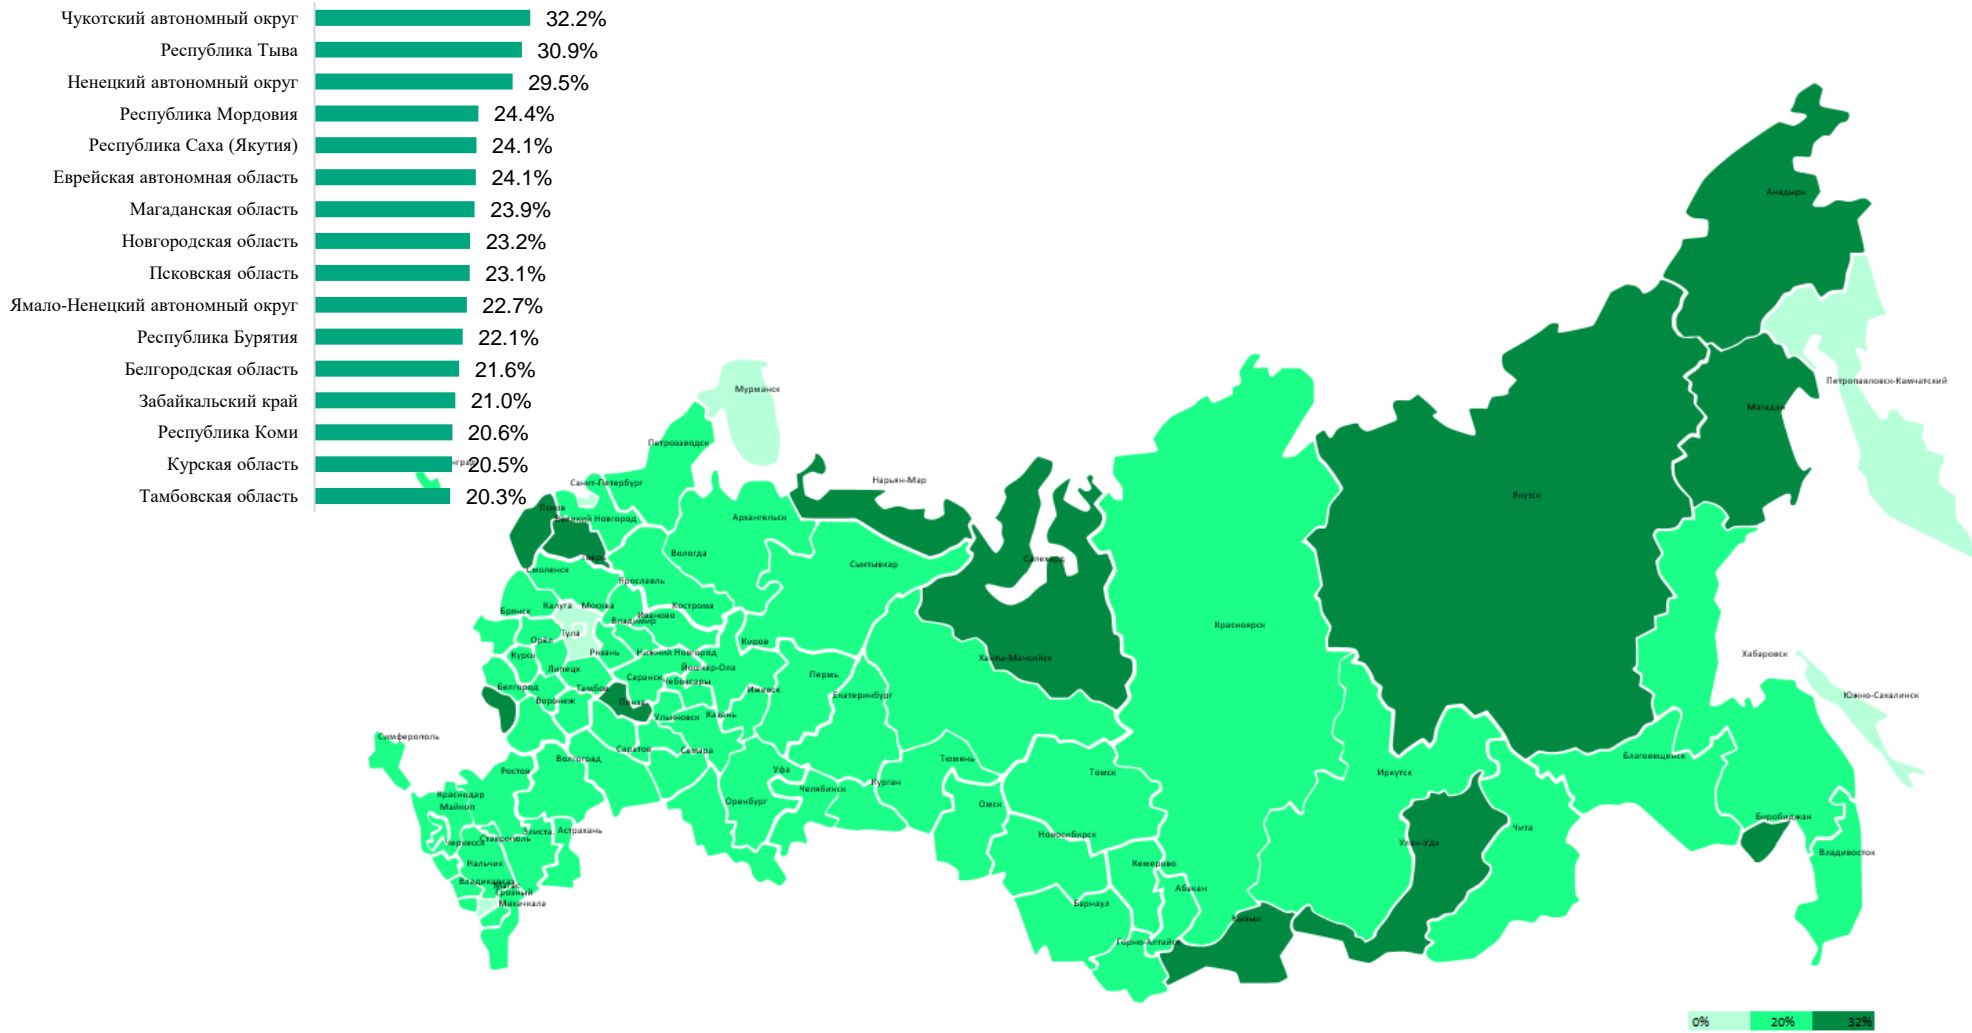 Чукотский автономный округ 32.2%
Республика Тыва 30.9%
Ненецкий автономный округ 29.5%
Республика Мордовия 24.4%
Республика Саха (Якутия) 24.1%
Еврейская автономная область 24.1%
Магаданская область 23.9%
Новгородская область 23.2%
Псковская область 23.1%
Ямало-Ненецкий автономный округ 22.7%
Республика Бурятия 22.1%
Белгородская область 21.6%
Забайкальский край 21.0%
Республика Коми 20.6%
Курская область 20.5%
Тамбовская область 20.3%
Анадырь
Петропавловск-Камчатский
Мурманск
Магадан
Петрозаводск
Санкт-Петербург
Нарьян-Мар
Якутск
Псков
Великий Новгород
Архангельск
Тверь
Вологда
Сыктывкар
Салехард
Смоленск
Ярославль
Брянск
Калуга
Москва
Кострома
Иваново
Владимир
Красноярск
Орёл
Тула
Киров
Курск
Рязань
Нижний Новгород
Ханты-Мансийск
Хабаровск
Липецк
Йошкар-Ола
Саранск
Чебоксары
Пермь
Белгород
Тамбов
Ижевск
Екатеринбург
Южно-Сахалинск
Воронеж
Пенза
Ульяновск
Казань
Симферополь
Саратов
Самара
Волгоград
Тюмень
Благовещенск
Ростов
Уфа
Томск
Иркутск
Курган
Челябинск
Краснодар
Майкоп
Оренбург
Омск
Биробиджан
Элиста
Астрахань
Новосибирск
Чита
Ставрополь
Черкесск
Улан-Удэ
Владивосток
Нальчик
Кемерово
Владикавказ
Магас
Грозный
Абакан
Махачкала
Барнаул
Кызыл
Горно-Алтайск
0% 20% 32%